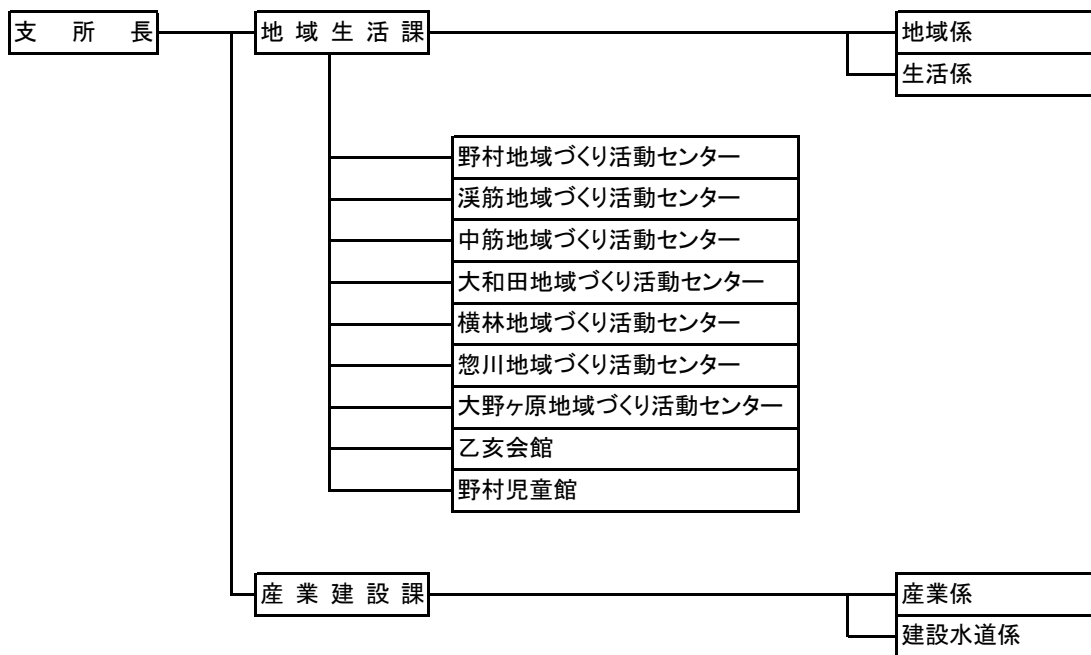 支所長
地域生活課
地域係
生活係
野村地域づくり活動センター
渓筋地域づくり活動センター
中筋地域づくり活動センター
大和田地域づくり活動センター
横林地域づくり活動センター
惣川地域づくり活動センター
大野ヶ原地域づくり活動センター
乙亥会館
野村児童館
産業建設課
産業係
建設水道係